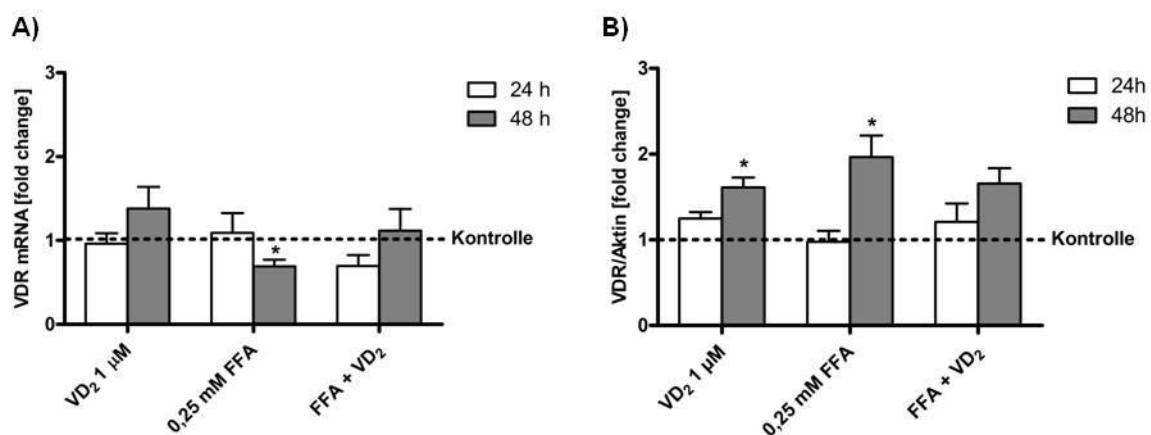 A)
VDR mRNA [fold change]
3
2
1
0
24 h
48 h
*
Kontrolle
VD₂ 1 µM
0,25 mM FFA
FFA + VD₂
B)
VDR/Aktin [fold change]
3
2
1
0
24h
48h
*
*
Kontrolle
VD₂ 1 µM
0,25 mM FFA
FFA + VD₂